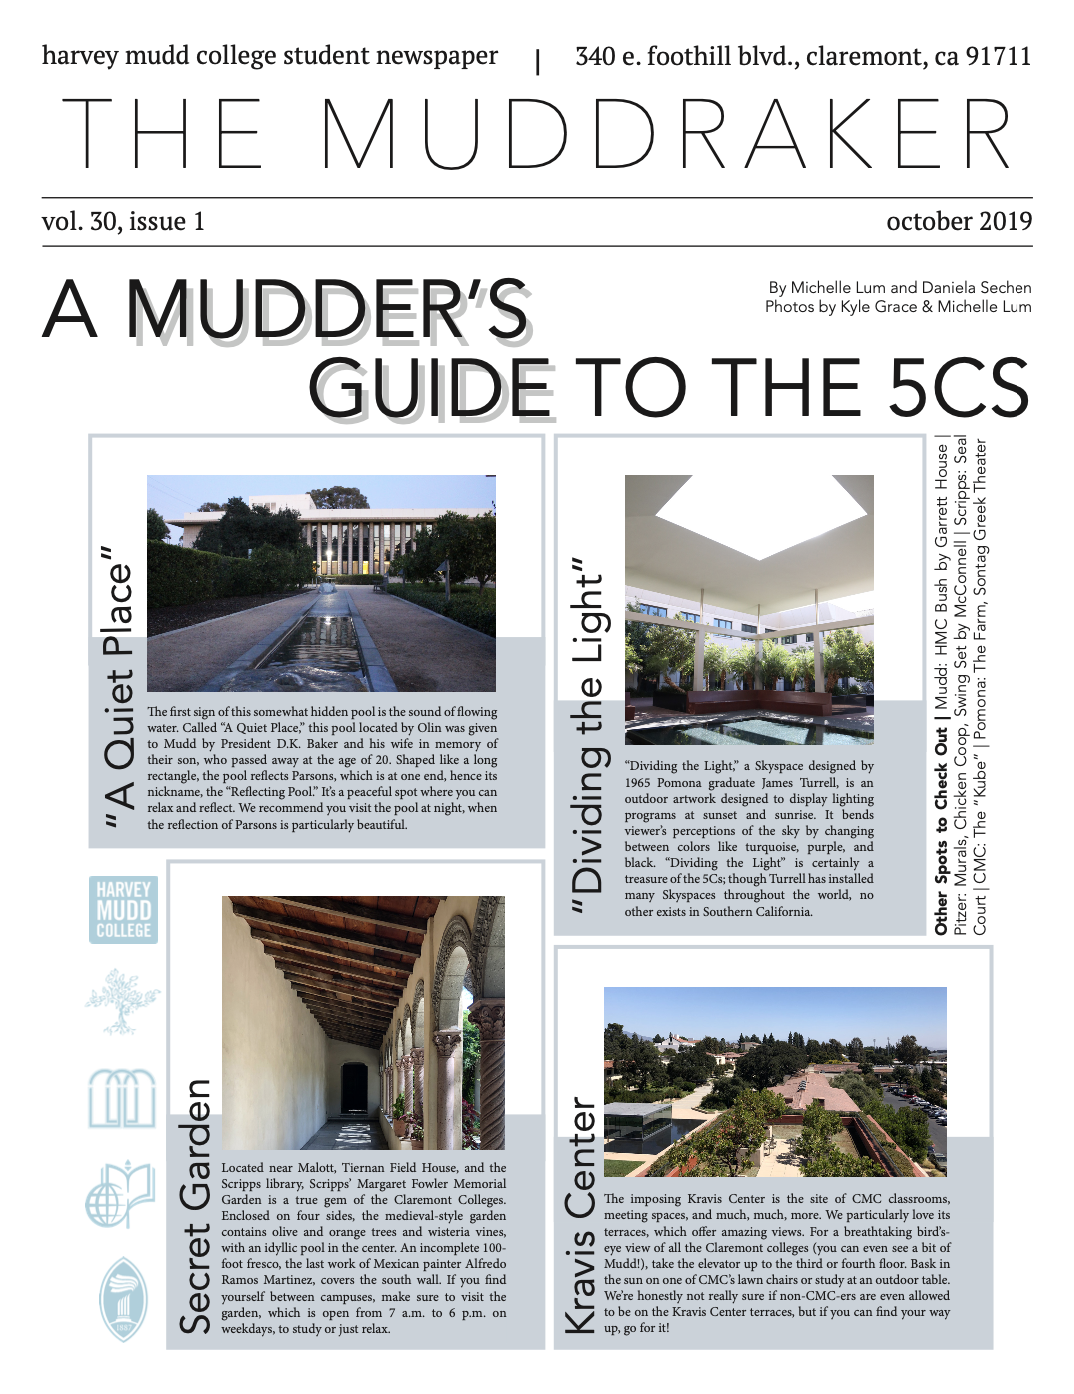 harvey mudd college student newspaper | 340 e. foothill blvd., claremont, ca 91711
THE MUDDRAKER
vol. 30, issue 1 october 2019
A MUDDER'S
GUIDE TO THE 5CS
By Michelle Lum and Daniela Sechen
Photos by Kyle Grace & Michelle Lum
"A Quiet Place"
The first sign of this somewhat hidden pool is the sound of flowing
water. Called “A Quiet Place,” this pool located by Olin was given
to Mudd by President D.K. Baker and his wife in memory of
their son, who passed away at the age of 20. Shaped like a long
rectangle, the pool reflects Parsons, which is at one end, hence its
nickname, the “Reflecting Pool.” It’s a peaceful spot where you can
relax and reflect. We recommend you visit the pool at night, when
the reflection of Parsons is particularly beautiful.
"Dividing the Light"
“Dividing the Light,” a Skyspace designed by
1965 Pomona graduate James Turrell, is an
outdoor artwork designed to display lighting
programs at sunset and sunrise. It bends
viewer’s perceptions of the sky by changing
between colors like turquoise, purple, and
black. “Dividing the Light” is certainly a
treasure of the 5Cs; though Turrell has installed
many Skyspaces throughout the world, no
other exists in Southern California.
Other Spots to Check Out | Mudd: HMC Bush by Garrett House |
Pitzer: Murals, Chicken Coop, Swing Set by McConnell | Scripps: Seal
Court | CMC: The "Kube" | Pomona: The Farm, Sontag Greek Theater
HARVEY
MUDD
COLLEGE
1887
Secret Garden
Located near Malott, Tiernan Field House, and the
Scripps library, Scripps’ Margaret Fowler Memorial
Garden is a true gem of the Claremont Colleges.
Enclosed on four sides, the medieval-style garden
contains olive and orange trees and wisteria vines,
with an idyllic pool in the center. An incomplete 100-
foot fresco, the last work of Mexican painter Alfredo
Ramos Martinez, covers the south wall. If you find
yourself between campuses, make sure to visit the
garden, which is open from 7 a.m. to 6 p.m. on
weekdays, to study or just relax.
Kravis Center
The imposing Kravis Center is the site of CMC classrooms,
meeting spaces, and much, much, more. We particularly love its
terraces, which offer amazing views. For a breathtaking bird’s-
eye view of all the Claremont colleges (you can even see a bit of
Mudd!), take the elevator up to the third or fourth floor. Bask in
the sun on one of CMC’s lawn chairs or study at an outdoor table.
We’re honestly not really sure if non-CMC-ers are even allowed
to be on the Kravis Center terraces, but if you can find your way
up, go for it!